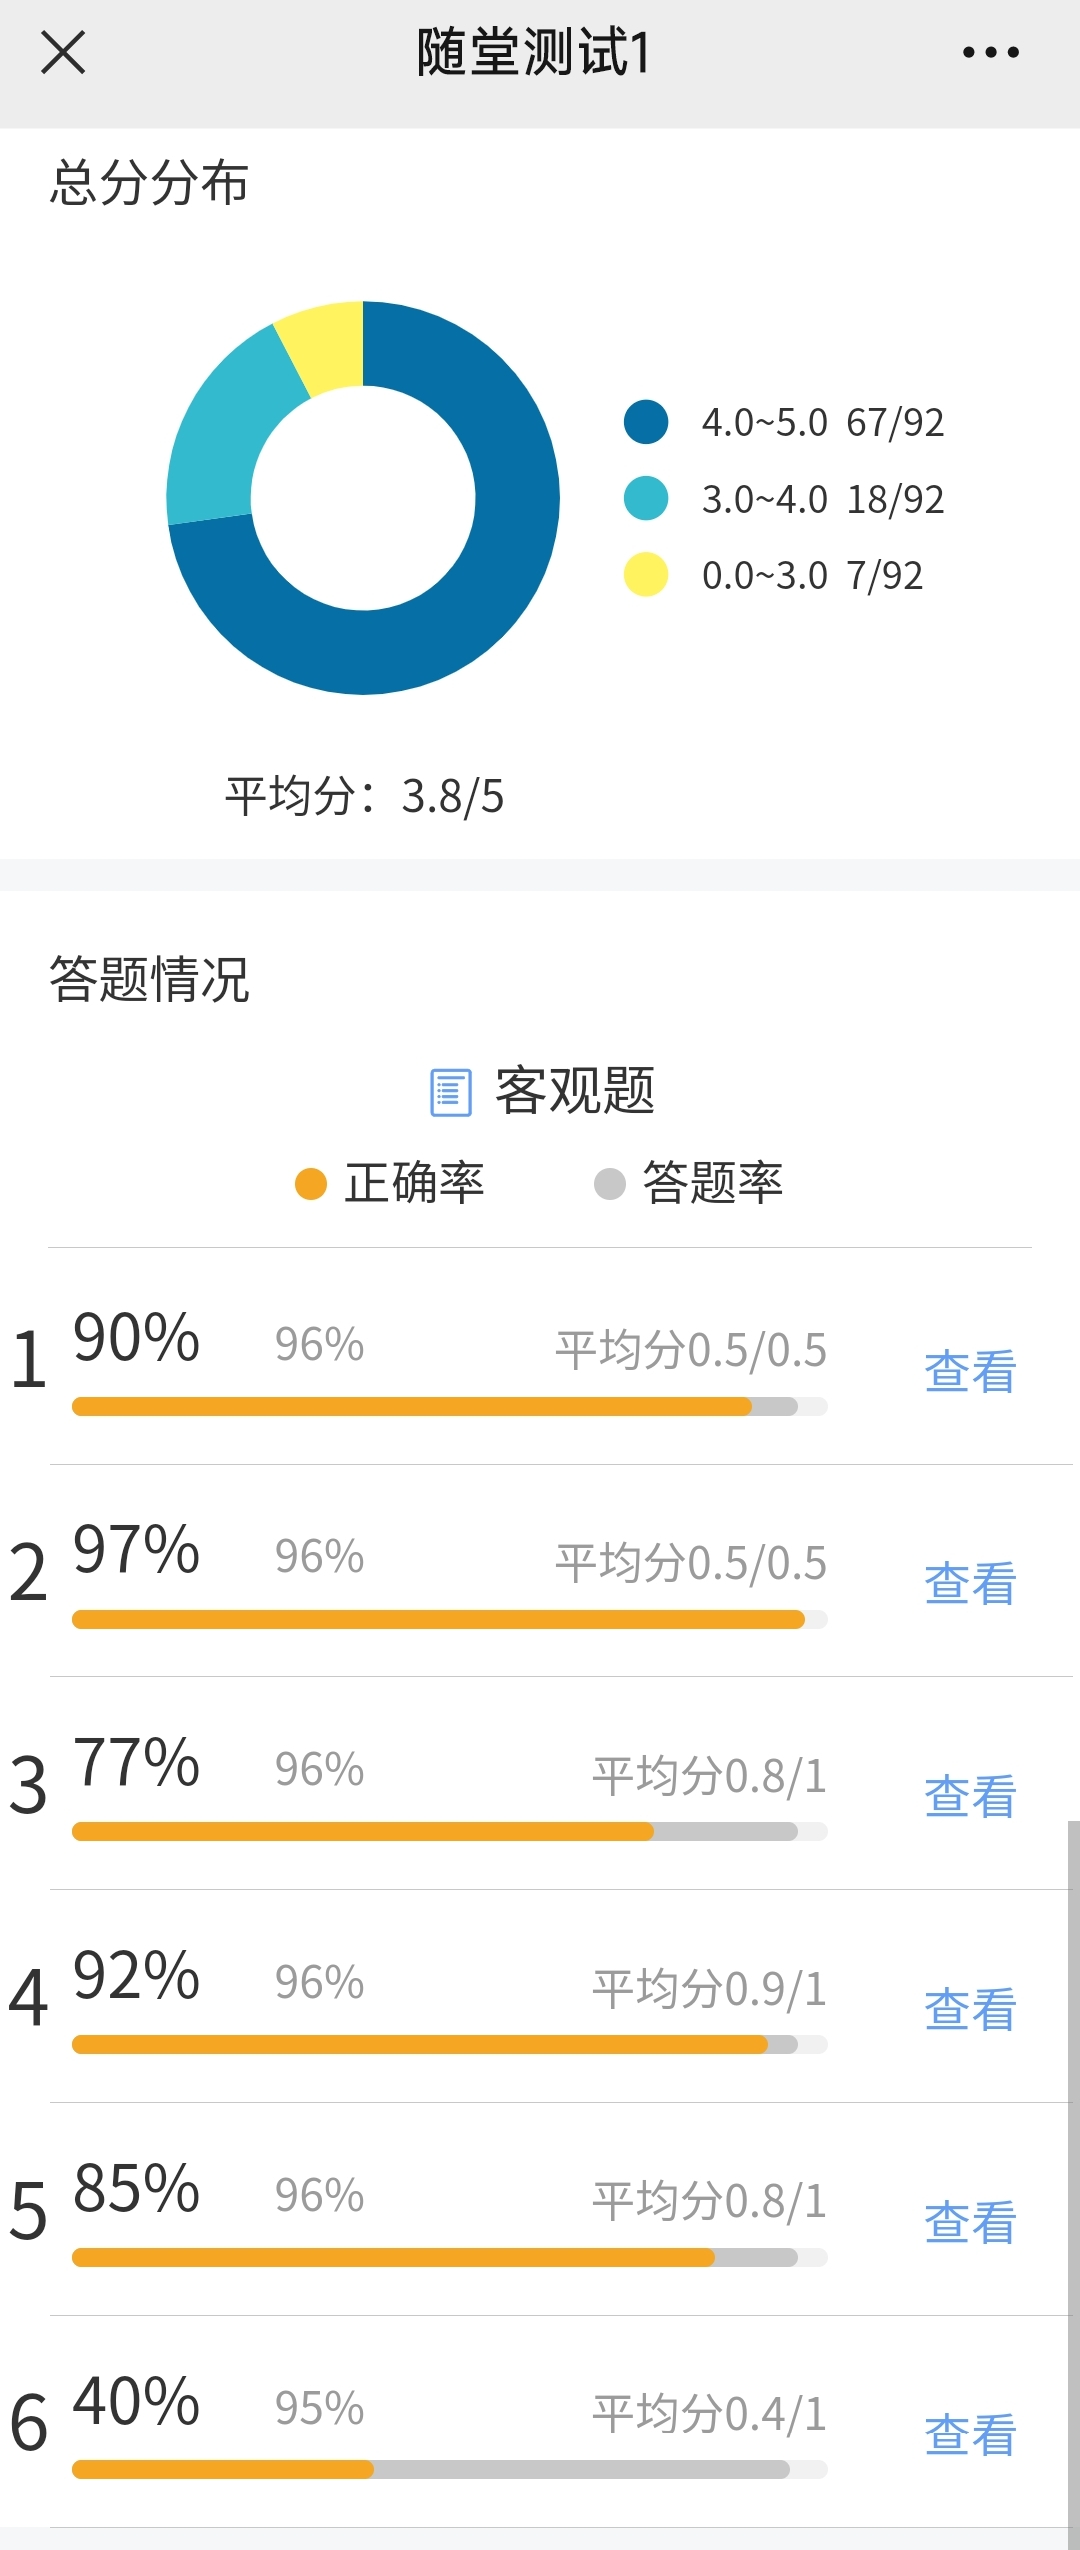 随堂测试1
总分分布
4.0~5.0 67/92
3.0~4.0 18/92
0.0~3.0 7/92
平均分：3.8/5
答题情况
客观题
正确率 答题率
1 90% 96% 平均分0.5/0.5 查看
2 97% 96% 平均分0.5/0.5 查看
3 77% 96% 平均分0.8/1 查看
4 92% 96% 平均分0.9/1 查看
5 85% 96% 平均分0.8/1 查看
6 40% 95% 平均分0.4/1 查看